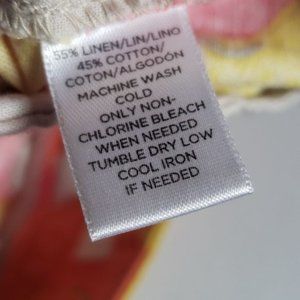 55% LINEN/LIN/LINO
45% COTTON/
COTON/ALGODÓN
MACHINE WASH
COLD
ONLY NON-
CHLORINE BLEACH
WHEN NEEDED
TUMBLE DRY LOW
COOL IRON
IF NEEDED